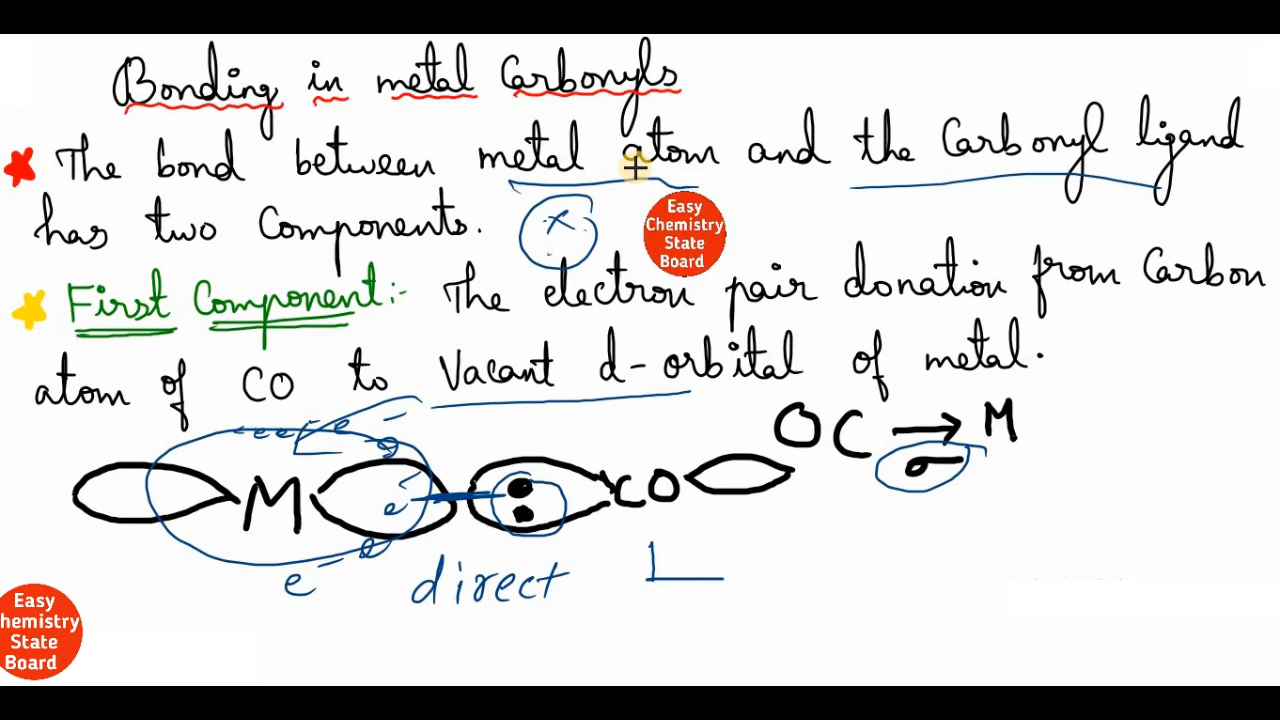 Bonding in metal Carbonyls
The bond between metal atom and the Carbonyl ligand
has two Components.
x
Easy
Chemistry
State
Board
First Component:- The electron pair donation from Carbon
atom of CO to Vacant d-orbital of metal.
OC → M
σ
e e e⁻
e
e⁻
M CO
e
e⁻ direct
Easy
hemistry
State
Board